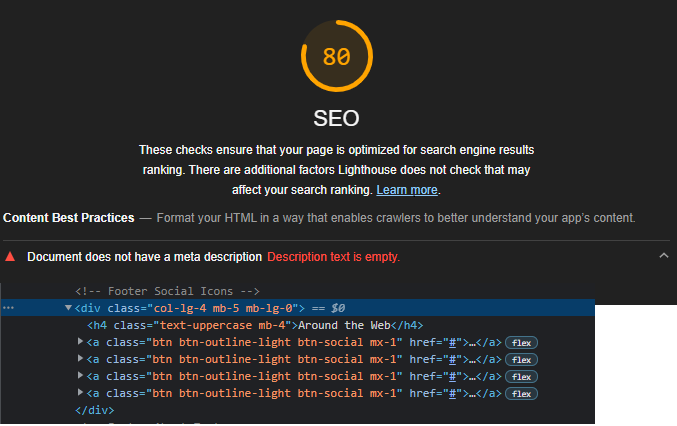 80
SEO
These checks ensure that your page is optimized for search engine results
ranking. There are additional factors Lighthouse does not check that may
affect your search ranking. Learn more.
Content Best Practices — Format your HTML in a way that enables crawlers to better understand your app's content.
Document does not have a meta description Description text is empty.
<!-- Footer Social Icons -->
<div class="col-lg-4 mb-5 mb-lg-0"> == $0
<h4 class="text-uppercase mb-4">Around the Web</h4>
<a class="btn btn-outline-light btn-social mx-1" href="#">…</a> flex
<a class="btn btn-outline-light btn-social mx-1" href="#">…</a> flex
<a class="btn btn-outline-light btn-social mx-1" href="#">…</a> flex
<a class="btn btn-outline-light btn-social mx-1" href="#">…</a> flex
</div>